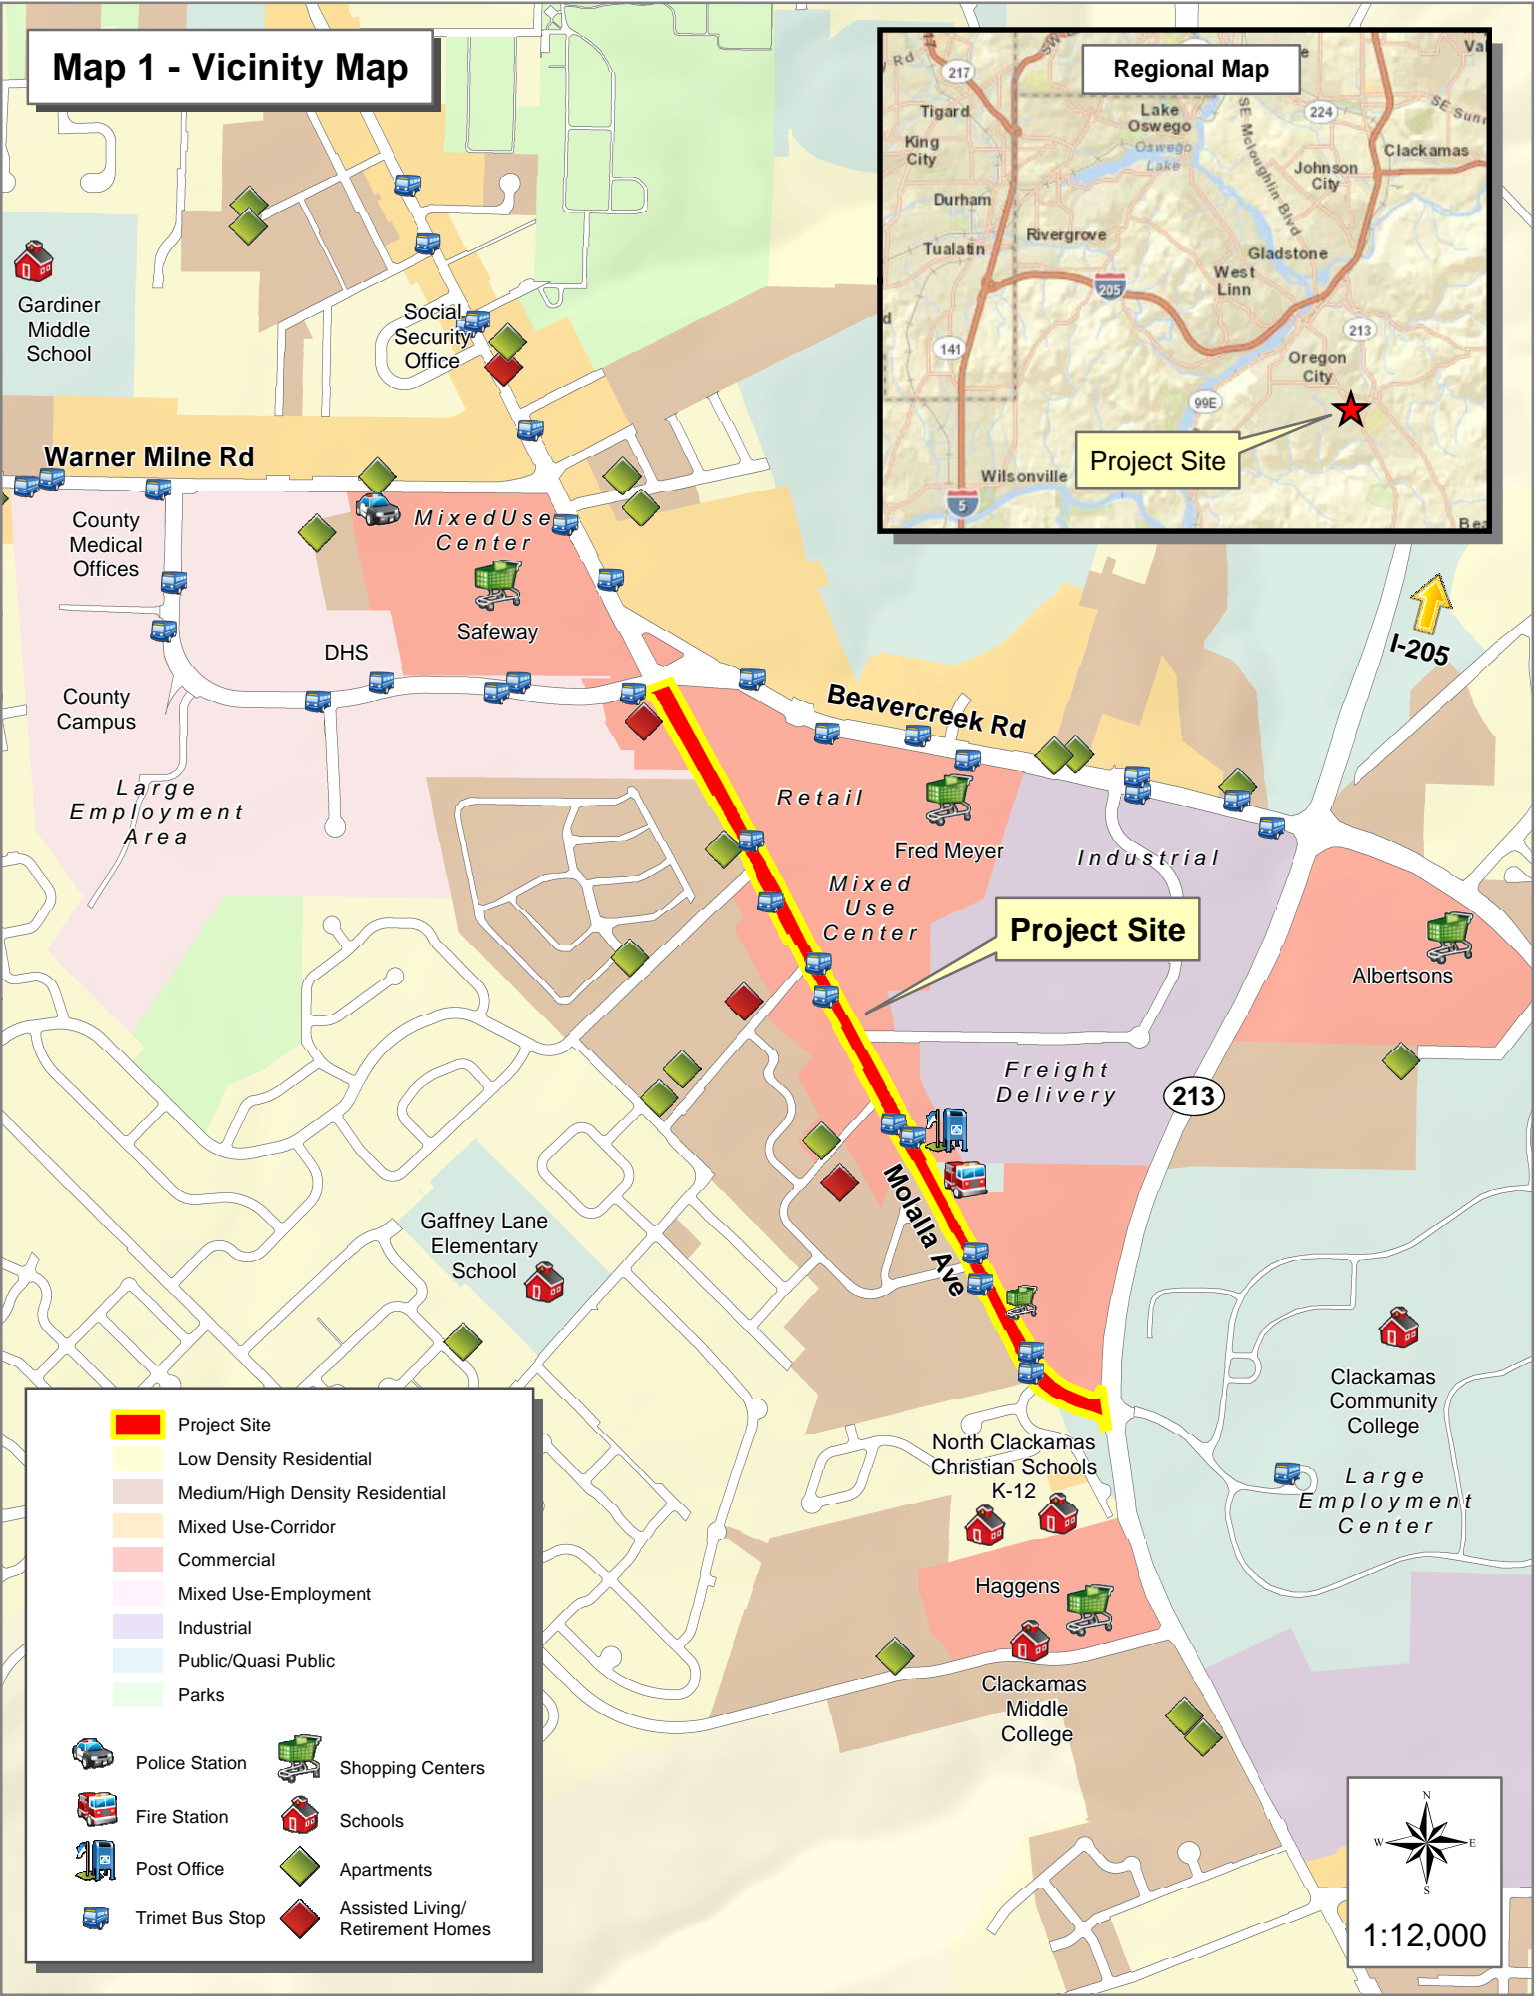 Map 1 - Vicinity Map
Regional Map
217
Tigard
King
City
Durham
Tualatin
Rivergrove
Lake
Oswego
Oswego
Lake
SE Mcloughlin Blvd
224
Johnson
City
Clackamas
Gladstone
West
Linn
205
213
141
Oregon
City
99E
Project Site
Wilsonville
5
Gardiner
Middle
School
Social
Security
Office
Warner Milne Rd
County
Medical
Offices
Mixed Use
Center
Safeway
DHS
County
Campus
Large
Employment
Area
I-205
Beavercreek Rd
Retail
Fred Meyer
Industrial
Mixed
Use
Center
Project Site
Albertsons
Freight
Delivery
213
Molalla Ave
Gaffney Lane
Elementary
School
Clackamas
Community
College
North Clackamas
Christian Schools
K-12
Large
Employment
Center
Haggens
Clackamas
Middle
College
Project Site
Low Density Residential
Medium/High Density Residential
Mixed Use-Corridor
Commercial
Mixed Use-Employment
Industrial
Public/Quasi Public
Parks
Police Station
Shopping Centers
Fire Station
Schools
Post Office
Apartments
Trimet Bus Stop
Assisted Living/
Retirement Homes
N
W
E
S
1:12,000